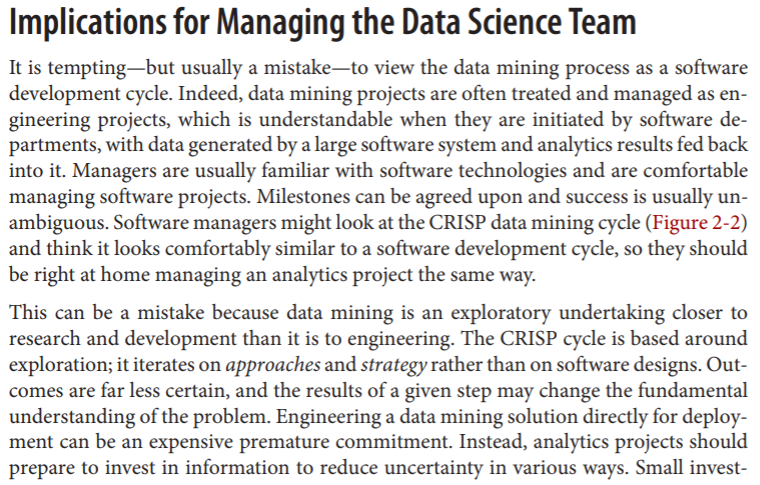 Implications for Managing the Data Science Team
It is tempting—but usually a mistake—to view the data mining process as a software
development cycle. Indeed, data mining projects are often treated and managed as en-
gineering projects, which is understandable when they are initiated by software de-
partments, with data generated by a large software system and analytics results fed back
into it. Managers are usually familiar with software technologies and are comfortable
managing software projects. Milestones can be agreed upon and success is usually un-
ambiguous. Software managers might look at the CRISP data mining cycle (Figure 2-2)
and think it looks comfortably similar to a software development cycle, so they should
be right at home managing an analytics project the same way.
This can be a mistake because data mining is an exploratory undertaking closer to
research and development than it is to engineering. The CRISP cycle is based around
exploration; it iterates on approaches and strategy rather than on software designs. Out-
comes are far less certain, and the results of a given step may change the fundamental
understanding of the problem. Engineering a data mining solution directly for deploy-
ment can be an expensive premature commitment. Instead, analytics projects should
prepare to invest in information to reduce uncertainty in various ways. Small invest-